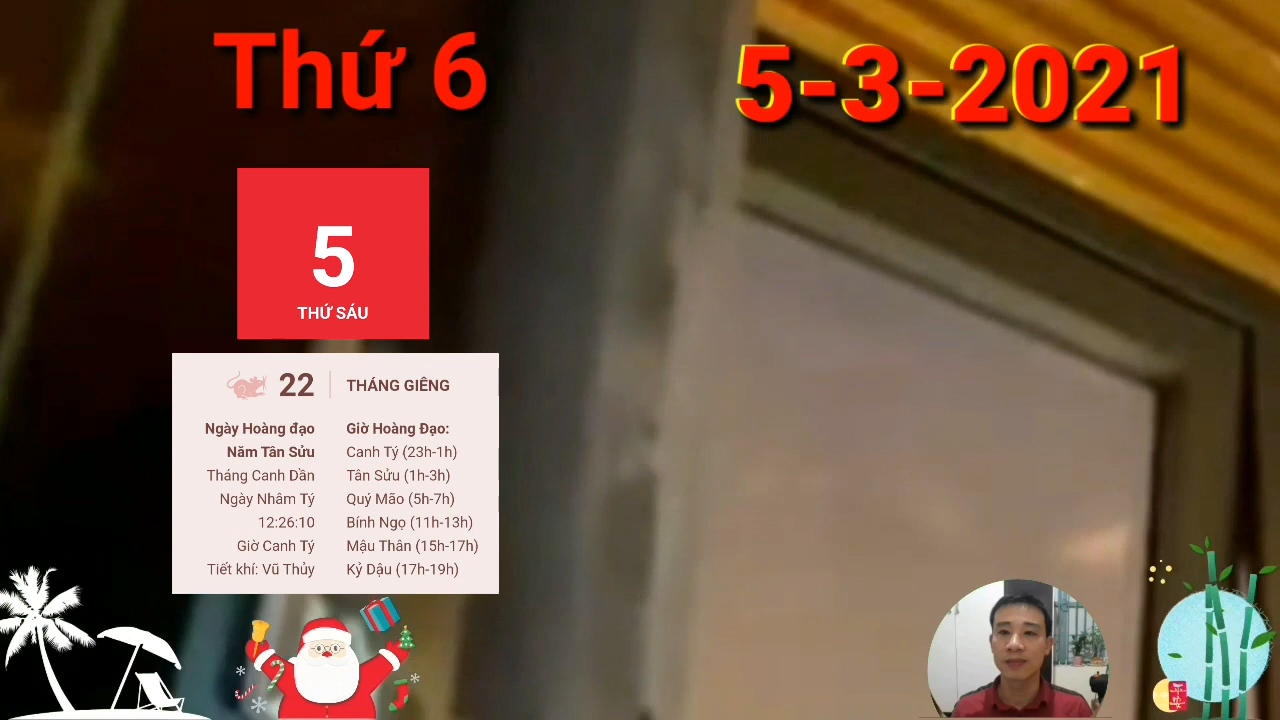 Thứ 6
5-3-2021
5
THỨ SÁU
22
THÁNG GIÊNG
Ngày Hoàng đạo
Năm Tân Sửu
Tháng Canh Dần
Ngày Nhâm Tý
12:26:10
Giờ Canh Tý
Tiết khí: Vũ Thủy
Giờ Hoàng Đạo:
Canh Tý (23h-1h)
Tân Sửu (1h-3h)
Quý Mão (5h-7h)
Bính Ngọ (11h-13h)
Mậu Thân (15h-17h)
Kỷ Dậu (17h-19h)